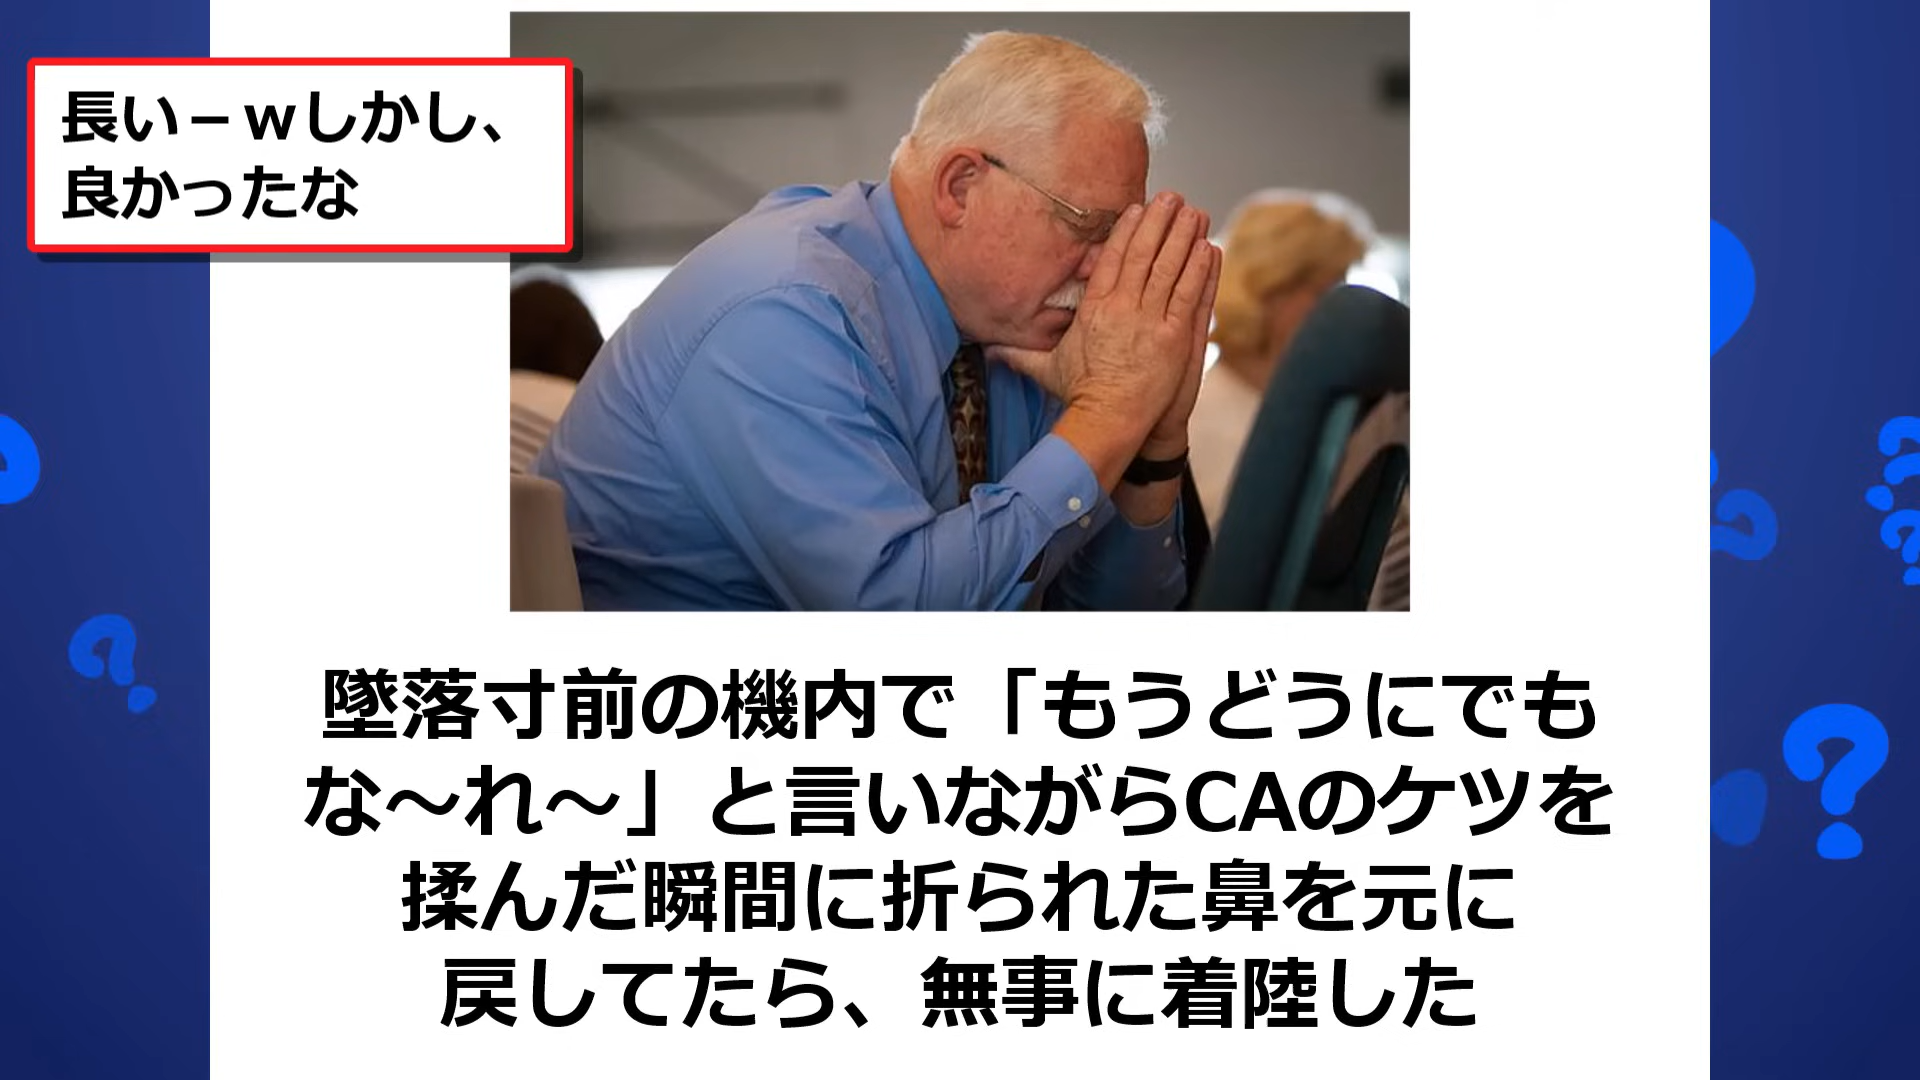 長い－ｗしかし、
良かったな
墜落寸前の機内で「もうどうにでも
な～れ～」と言いながらCAのケツを
揉んだ瞬間に折られた鼻を元に
戻してたら、無事に着陸した